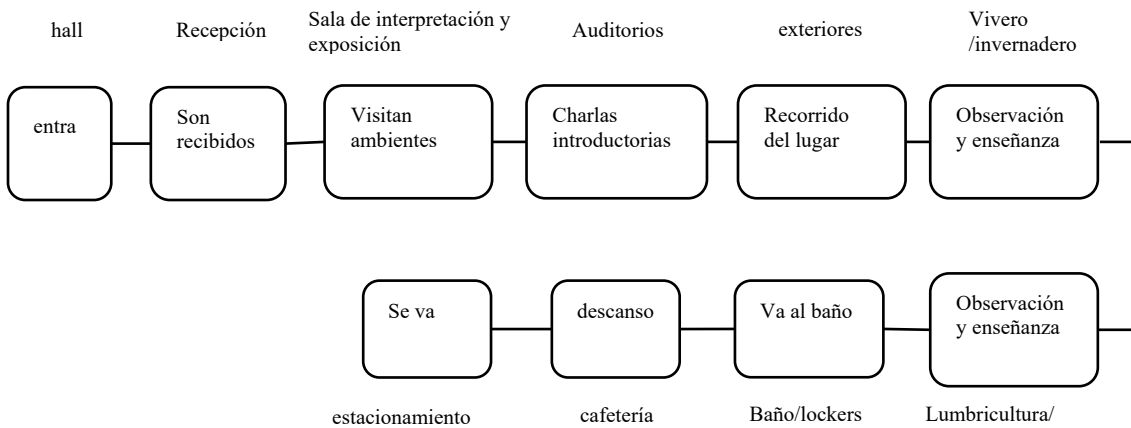 hall
Recepción
Sala de interpretación y
exposición
Auditorios
exteriores
Vivero
/invernadero
entra
Son
recibidos
Visitan
ambientes
Charlas
introductorias
Recorrido
del lugar
Observación
y enseñanza
Se va
descanso
Va al baño
Observación
y enseñanza
estacionamiento
cafetería
Baño/lockers
Lumbricultura/